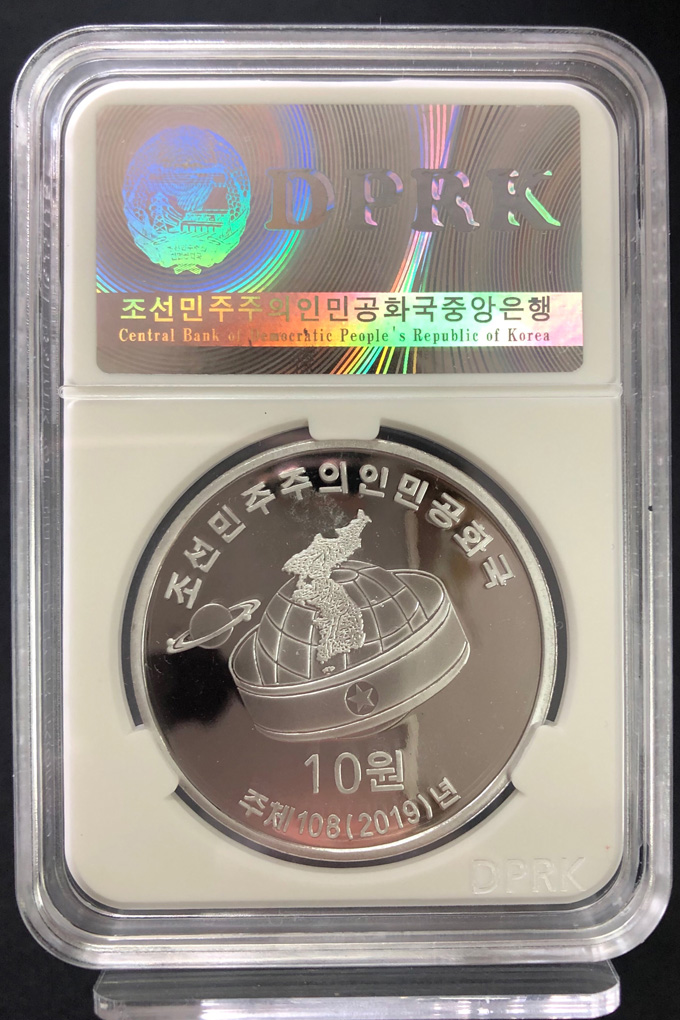 DPRK
조선민주주의인민공화국중앙은행
Central Bank of Democratic People's Republic of Korea
조선민주주의인민공화국
10원
주체108(2019)년
DPRK